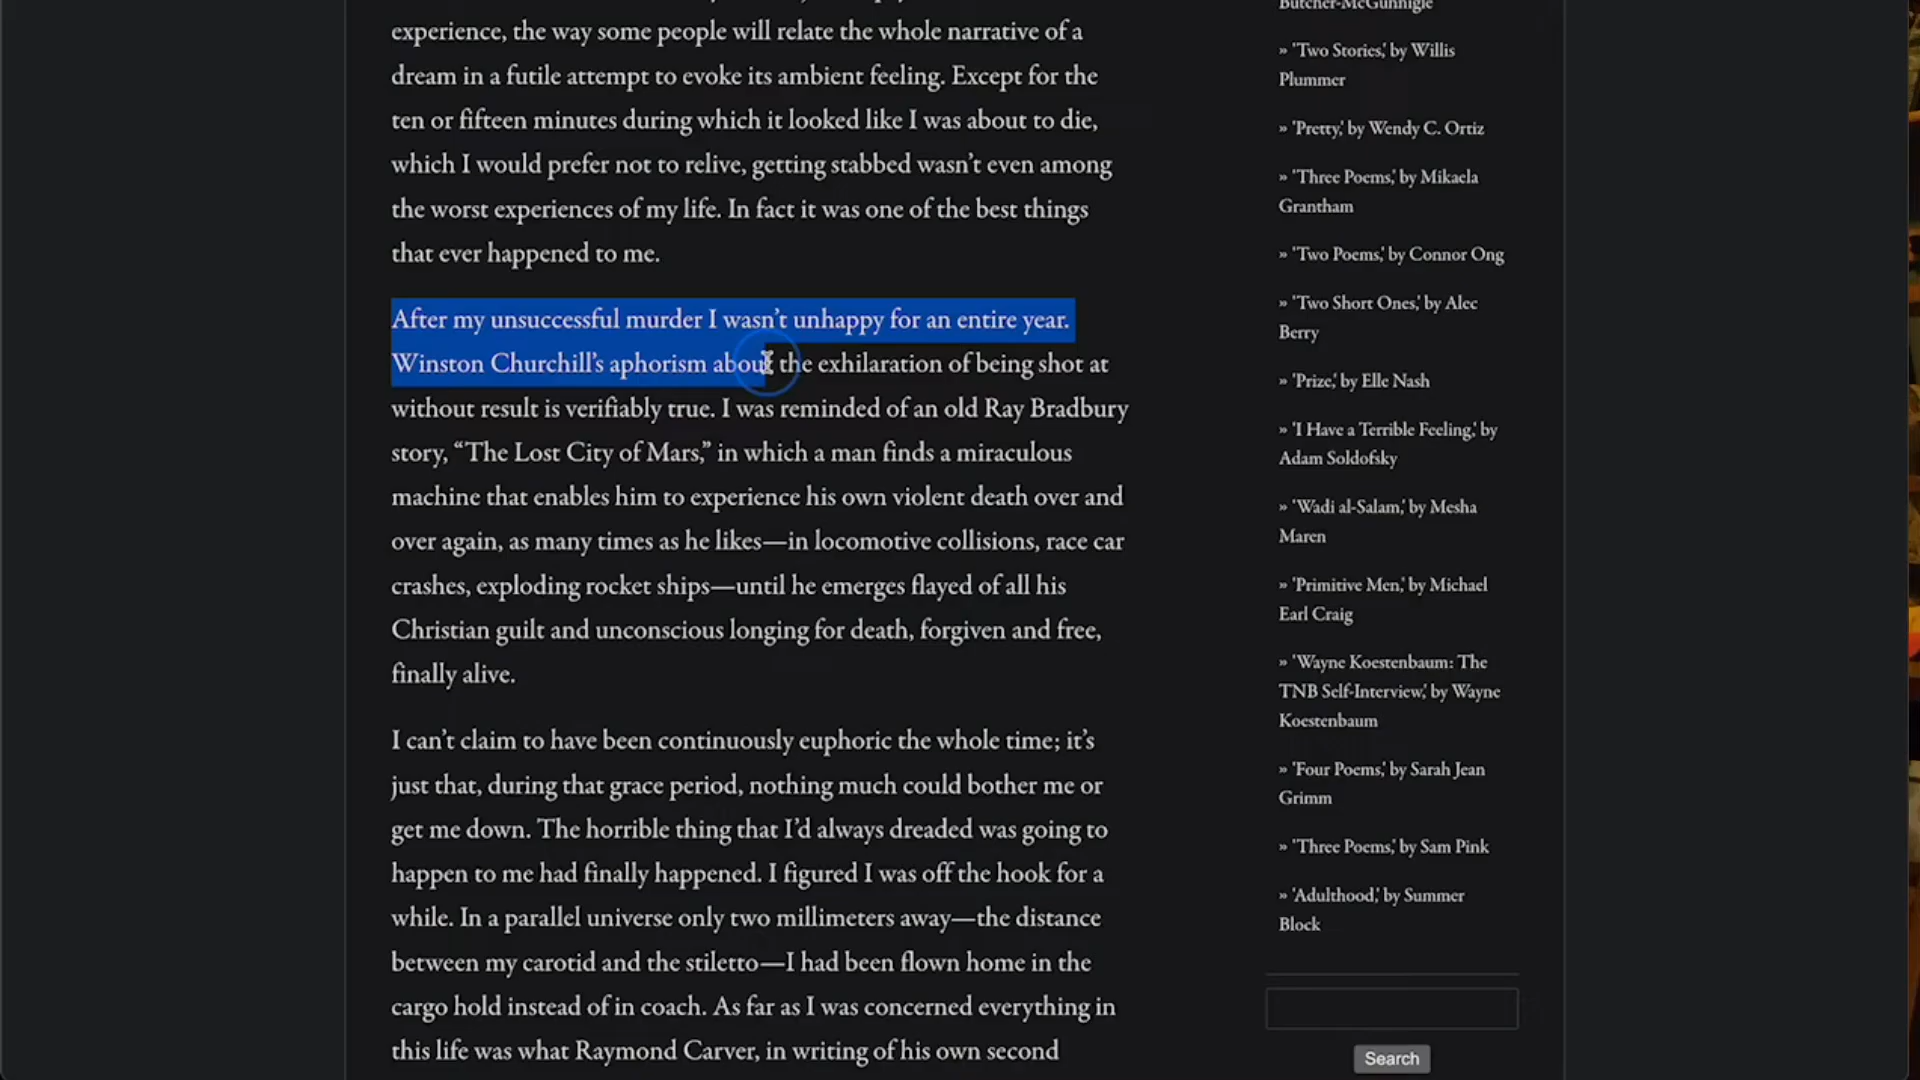 experience, the way some people will relate the whole narrative of a
dream in a futile attempt to evoke its ambient feeling. Except for the
ten or fifteen minutes during which it looked like I was about to die,
which I would prefer not to relive, getting stabbed wasn’t even among
the worst experiences of my life. In fact it was one of the best things
that ever happened to me.
After my unsuccessful murder I wasn’t unhappy for an entire year.
Winston Churchill’s aphorism about the exhilaration of being shot at
without result is verifiably true. I was reminded of an old Ray Bradbury
story, “The Lost City of Mars,” in which a man finds a miraculous
machine that enables him to experience his own violent death over and
over again, as many times as he likes—in locomotive collisions, race car
crashes, exploding rocket ships—until he emerges flayed of all his
Christian guilt and unconscious longing for death, forgiven and free,
finally alive.
I can’t claim to have been continuously euphoric the whole time; it’s
just that, during that grace period, nothing much could bother me or
get me down. The horrible thing that I’d always dreaded was going to
happen to me had finally happened. I figured I was off the hook for a
while. In a parallel universe only two millimeters away—the distance
between my carotid and the stiletto—I had been flown home in the
cargo hold instead of in coach. As far as I was concerned everything in
this life was what Raymond Carver, in writing of his own second
Butcher-McGunnigle
» 'Two Stories,' by Willis
Plummer
» 'Pretty,' by Wendy C. Ortiz
» 'Three Poems,' by Mikaela
Grantham
» 'Two Poems,' by Connor Ong
» 'Two Short Ones,' by Alec
Berry
» 'Prize,' by Elle Nash
» 'I Have a Terrible Feeling,' by
Adam Soldofsky
» 'Wadi al-Salam,' by Mesha
Maren
» 'Primitive Men,' by Michael
Earl Craig
» 'Wayne Koestenbaum: The
TNB Self-Interview,' by Wayne
Koestenbaum
» 'Four Poems,' by Sarah Jean
Grimm
» 'Three Poems,' by Sam Pink
» 'Adulthood,' by Summer
Block
Search